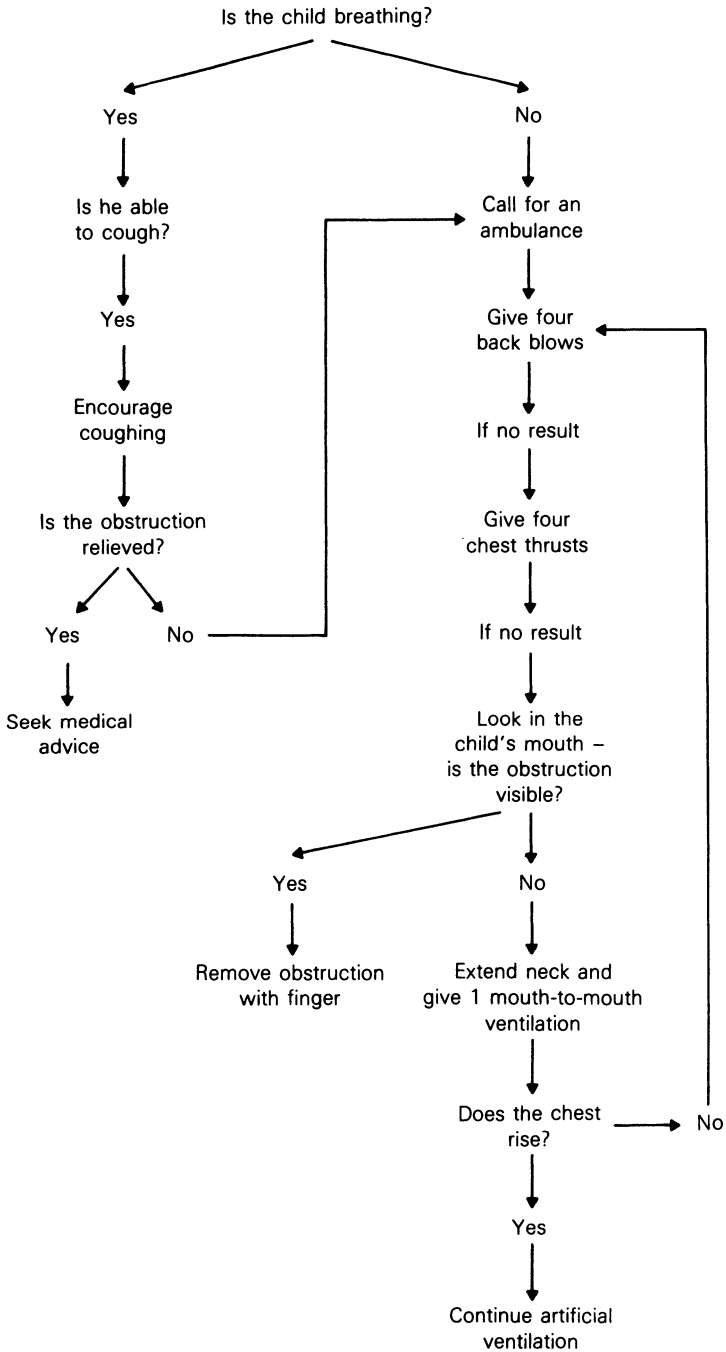 Is the child breathing?
Yes
No
Is he able
to cough?
Call for an
ambulance
Yes
Give four
back blows
Encourage
coughing
If no result
Is the obstruction
relieved?
Give four
chest thrusts
Yes
No
If no result
Seek medical
advice
Look in the
child's mouth –
is the obstruction
visible?
Yes
No
Remove obstruction
with finger
Extend neck and
give 1 mouth-to-mouth
ventilation
Does the chest
rise?
No
Yes
Continue artificial
ventilation